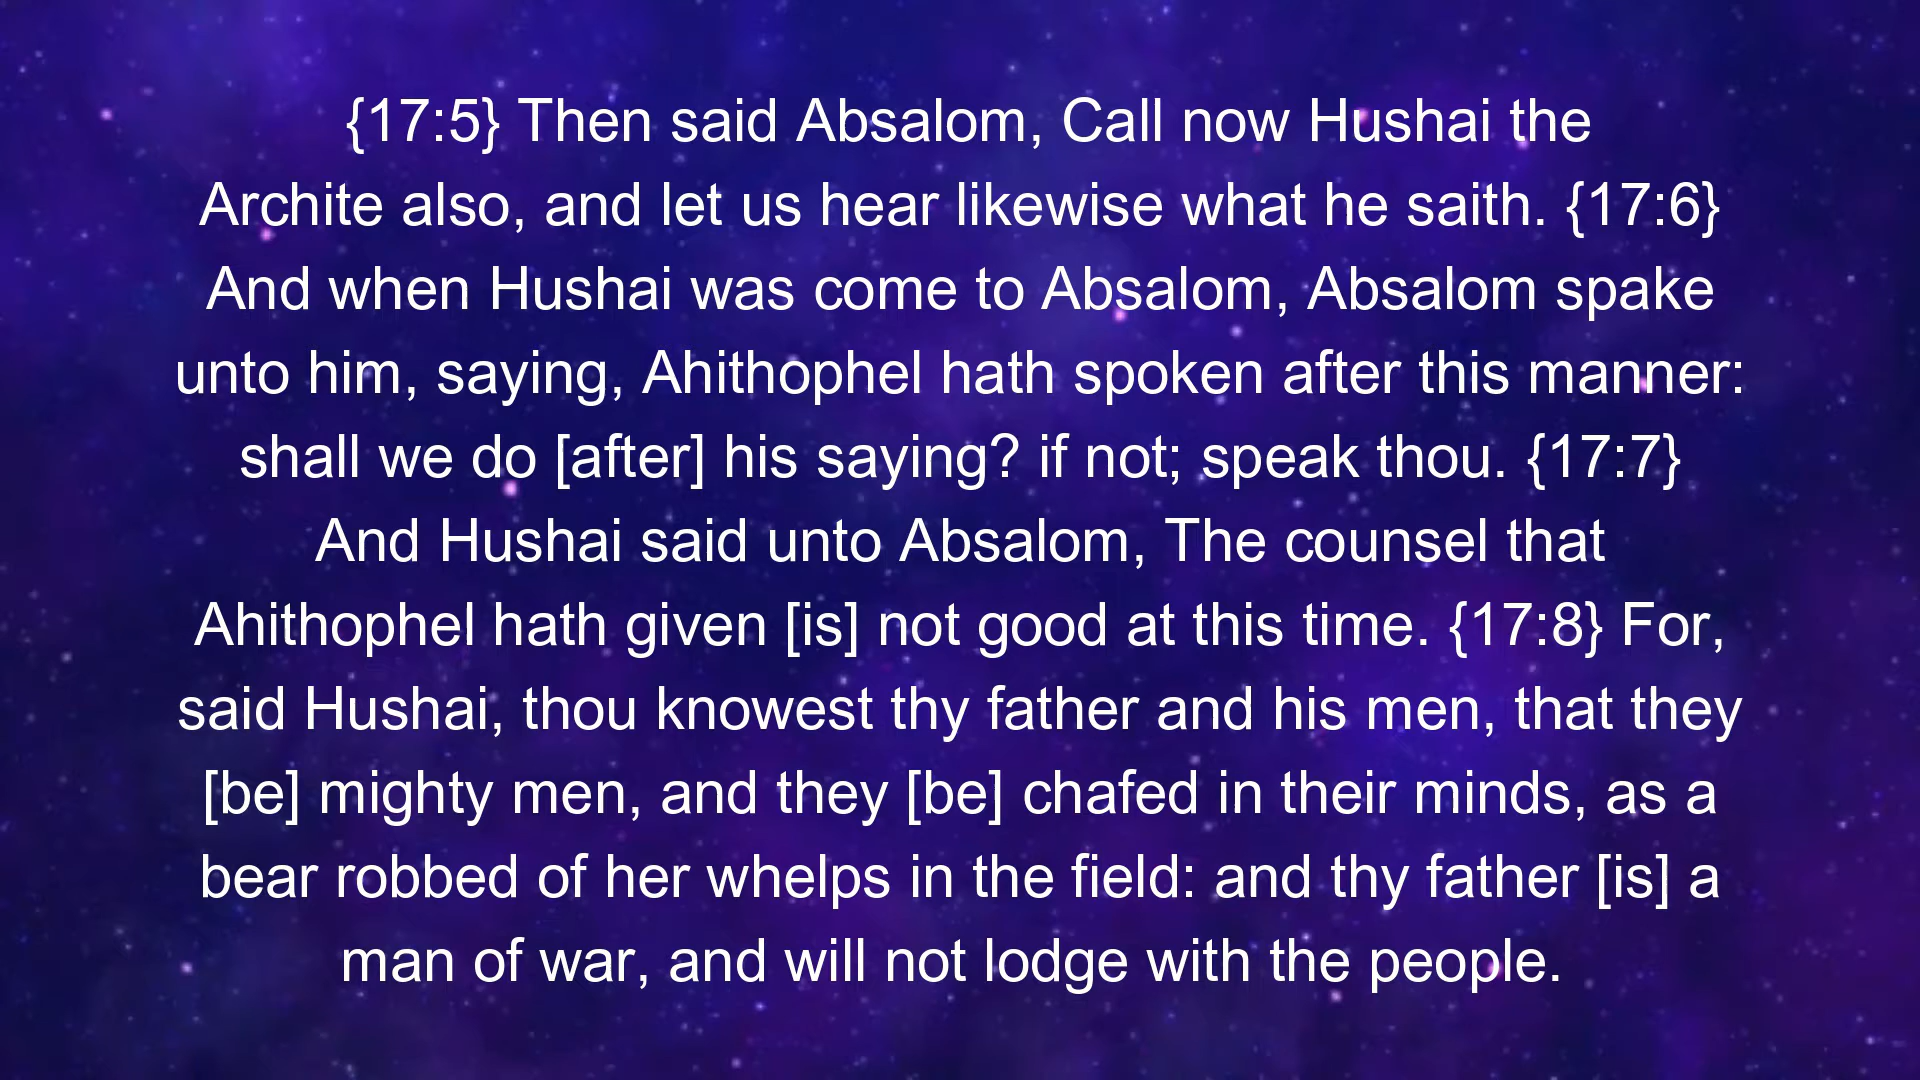 {17:5} Then said Absalom, Call now Hushai the
Archite also, and let us hear likewise what he saith. {17:6}
And when Hushai was come to Absalom, Absalom spake
unto him, saying, Ahithophel hath spoken after this manner:
shall we do [after] his saying? if not; speak thou. {17:7}
And Hushai said unto Absalom, The counsel that
Ahithophel hath given [is] not good at this time. {17:8} For,
said Hushai, thou knowest thy father and his men, that they
[be] mighty men, and they [be] chafed in their minds, as a
bear robbed of her whelps in the field: and thy father [is] a
man of war, and will not lodge with the people.